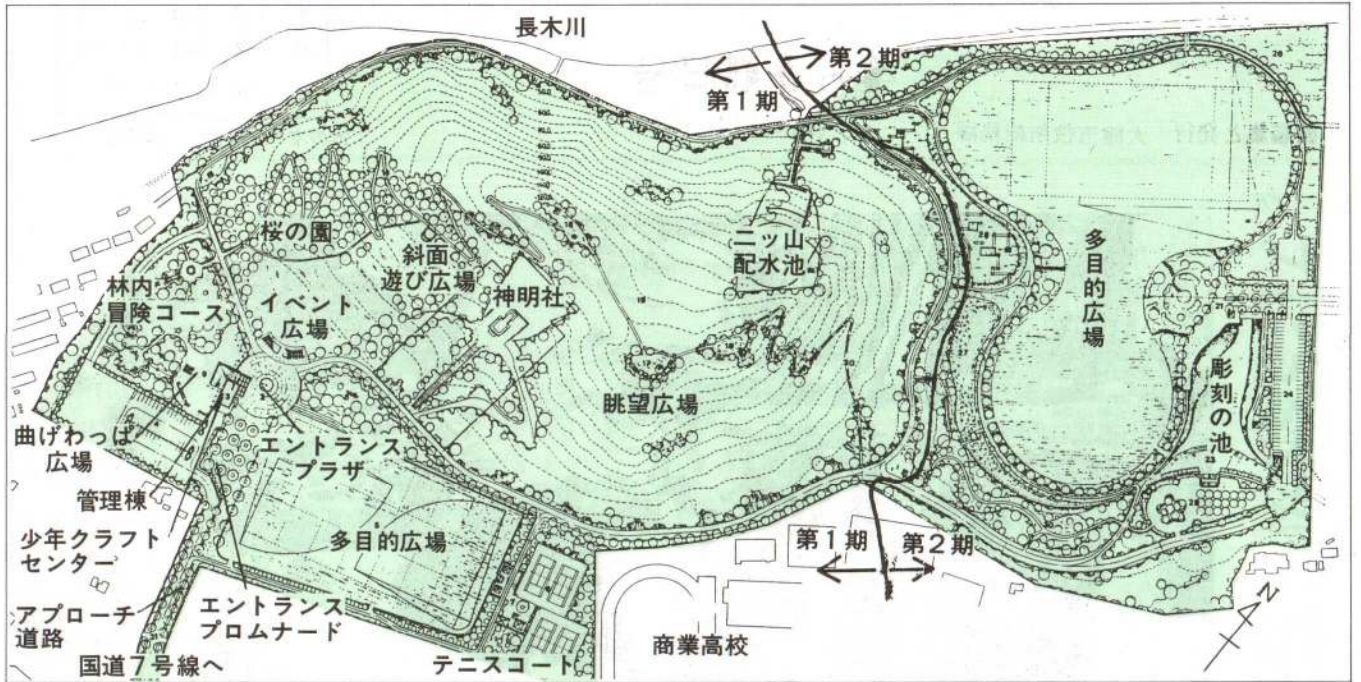 長木川
第2期
第1期
桜の園
斜面
遊び広場
神明社
二ッ山
配水池
多目的広場
林内
冒険コース
イベント
広場
眺望広場
彫刻の池
曲げわっぱ
広場
エントランス
プラザ
管理棟
少年クラフト
センター
多目的広場
第1期
第2期
アプローチ
道路
エントランス
プロムナード
国道7号線へ
テニスコート
商業高校
N